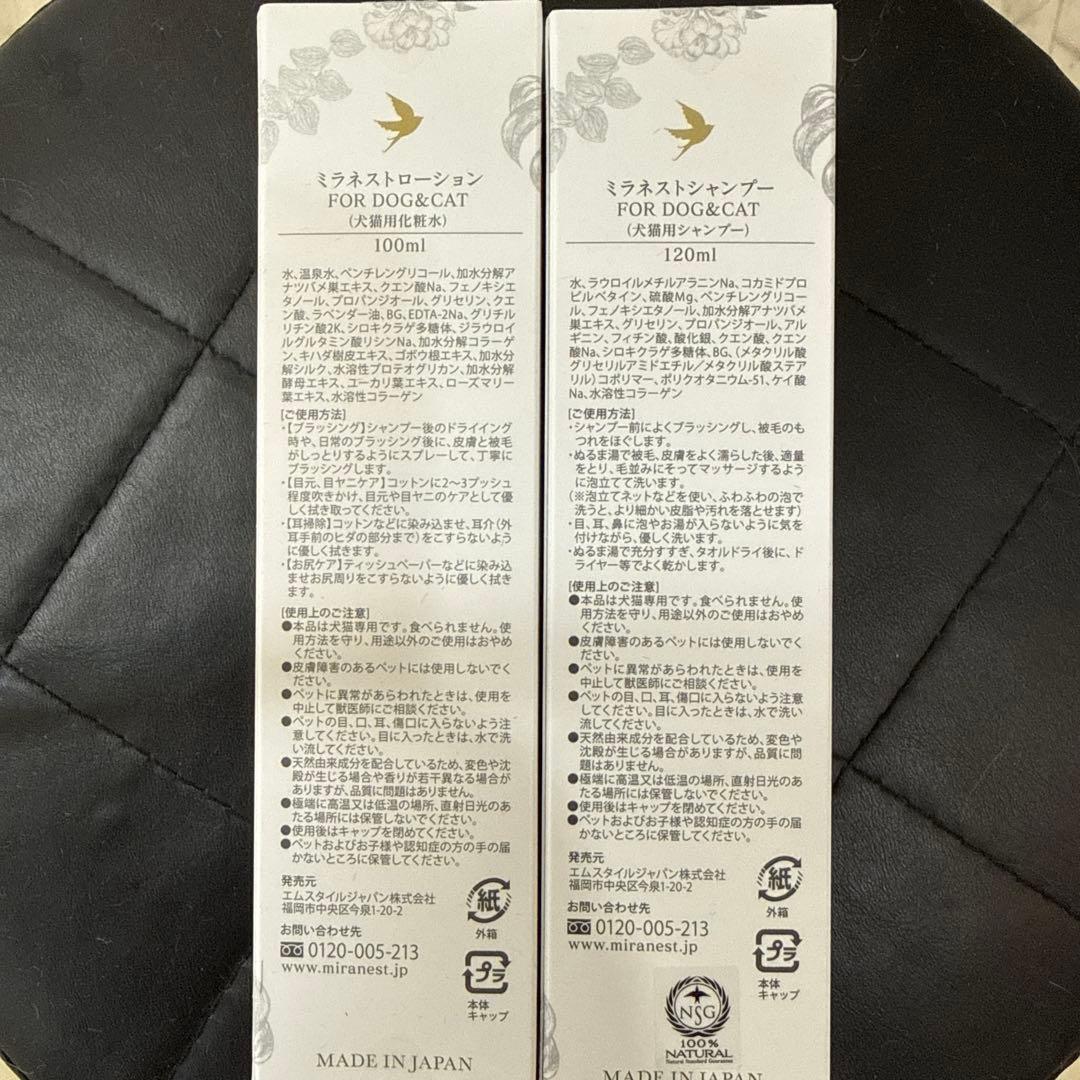 ミラネストローション
FOR DOG&CAT
(犬猫用化粧水)
100ml
水、温泉水、ペンチレングリコール、加水分解ア
ナツバメ巣エキス、クエン酸Na、フェノキシエ
タノール、プロパンジオール、グリセリン、クエ
ン酸、ラベンダー油、BG、EDTA-2Na、グリチル
リチン酸2K、シロキクラゲ多糖体、ジラウロイ
ルグルタミン酸リシンNa、加水分解コラーゲ
ン、キハダ樹皮エキス、ゴボウ根エキス、加水分
解シルク、水溶性プロテオグリカン、加水分解
酵母エキス、ユーカリ葉エキス、ローズマリー
葉エキス、水溶性コラーゲン
[ご使用方法]
・【ブラッシング】シャンプー後のドライイング
時や、日常のブラッシング後に、皮膚と被毛
がしっとりするようにスプレーして、丁寧に
ブラッシングします。
・【目元、目ヤニケア】コットンに2〜3プッシュ
程度吹きかけ、目元や目ヤニのケアとして優
しく拭き取ってください。
・【耳掃除】コットンなどに染み込ませ、耳介(外
耳手前のヒダの部分まで)をこすらないよう
に優しく拭きます。
・【お尻ケア】ティッシュペーパーなどに染み込
ませお尻周りをこすらないように優しく拭き
ます。
[使用上のご注意]
●本品は犬猫専用です。食べられません。使
用方法を守り、用途以外のご使用はおやめ
ください。
●皮膚障害のあるペットには使用しないでく
ださい。
●ペットに異常があらわれたときは、使用を
中止して獣医師にご相談ください。
●ペットの目、口、耳、傷口に入らないよう注
意してください。目に入ったときは、水で洗
い流してください。
●天然由来成分を配合しているため、変色や沈
殿が生じる場合や香りが若干異なる場合が
ありますが、品質に問題はありません。
●極端に高温又は低温の場所、直射日光のあ
たる場所には保管しないでください。
●使用後はキャップを閉めてください。
●ペットおよびお子様や認知症の方の手の届
かないところに保管してください。
発売元
エムスタイルジャパン株式会社
福岡市中央区今泉1-20-2
お問い合わせ先
0120-005-213
www.miranest.jp
紙
外箱
プラ
本体
キャップ
MADE IN JAPAN
ミラネストシャンプー
FOR DOG&CAT
(犬猫用シャンプー)
120ml
水、ラウロイルメチルアラニンNa、コカミドプロ
ピルベタイン、硫酸Mg、ペンチレングリコー
ル、フェノキシエタノール、加水分解アナツバメ
巣エキス、グリセリン、プロパンジオール、アル
ギニン、フィチン酸、酸化銀、クエン酸、クエン
酸Na、シロキクラゲ多糖体、BG、(メタクリル酸
グリセリルアミドエチル/メタクリル酸ステア
リル)コポリマー、ポリクオタニウム-51、ケイ酸
Na、水溶性コラーゲン
[ご使用方法]
・シャンプー前によくブラッシングし、被毛のも
つれをほぐします。
・ぬるま湯で被毛、皮膚をよく濡らした後、適量
をとり、毛並みにそってマッサージするよう
に泡立てて洗います。
(※泡立てネットなどを使い、ふわふわの泡で
洗うと、より細かい皮脂や汚れを落とせます)
・目、耳、鼻に泡やお湯が入らないように気を
付けながら、優しく洗います。
・ぬるま湯で充分すすぎ、タオルドライ後に、ド
ライヤー等でよく乾かします。
[使用上のご注意]
●本品は犬猫専用です。食べられません。使
用方法を守り、用途以外のご使用はおやめ
ください。
●皮膚障害のあるペットには使用しないでく
ださい。
●ペットに異常があらわれたときは、使用を
中止して獣医師にご相談ください。
●ペットの目、口、耳、傷口に入らないよう注意
してください。目に入ったときは、水で洗い
流してください。
●天然由来成分を配合しているため、変色や
沈殿が生じる場合がありますが、品質に問
題はありません。
●極端に高温又は低温の場所、直射日光のあ
たる場所には保管しないでください。
●使用後はキャップを閉めてください。
●ペットおよびお子様や認知症の方の手の届
かないところに保管してください。
発売元
エムスタイルジャパン株式会社
福岡市中央区今泉1-20-2
お問い合わせ先
0120-005-213
www.miranest.jp
紙
外箱
プラ
本体
キャップ
NSG
100%
NATURAL
Natural Standard Guarantee
MADE IN JAPAN